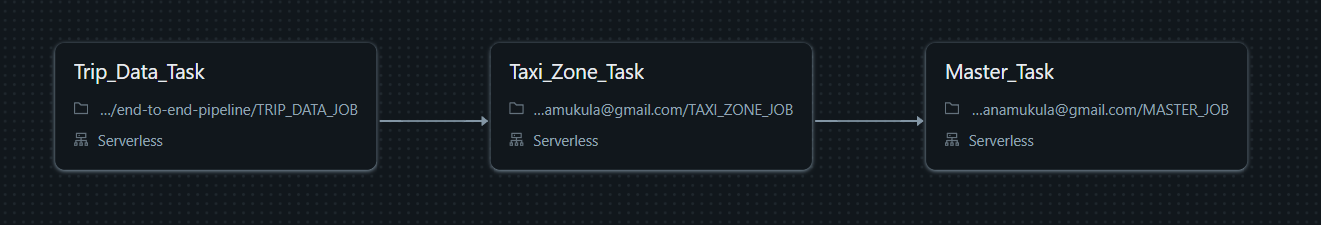 Trip_Data_Task
.../end-to-end-pipeline/TRIP_DATA_JOB
Serverless
Taxi_Zone_Task
...amukula@gmail.com/TAXI_ZONE_JOB
Serverless
Master_Task
...anamukula@gmail.com/MASTER_JOB
Serverless